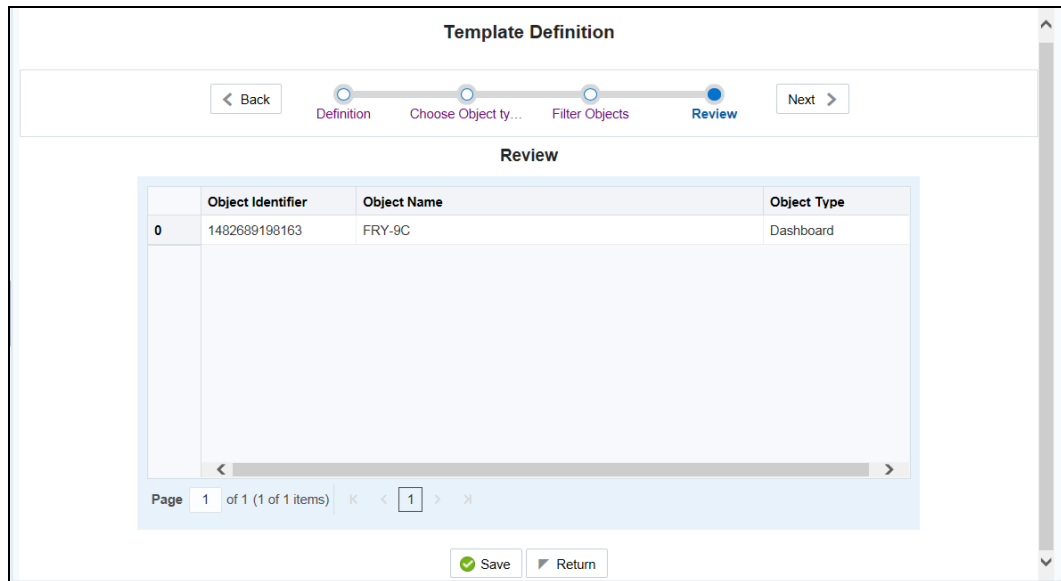 Template Definition
Back
Next
Definition
Choose Object ty...
Filter Objects
Review
Review
Object Identifier Object Name Object Type
0 1482689198163 FRY-9C Dashboard
Page 1 of 1 (1 of 1 items) 1
Save Return